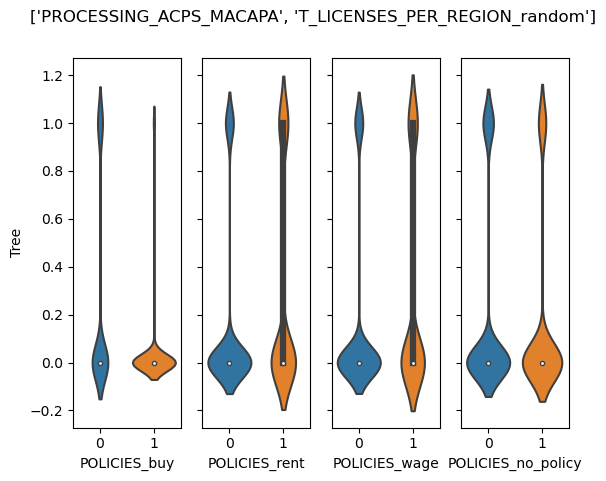 ['PROCESSING_ACPS_MACAPA', 'T_LICENSES_PER_REGION_random']
1.2
1.0
0.8
0.6
0.4
0.2
0.0
−0.2
Tree
0 1 0 1 0 1 0 1
POLICIES_buy POLICIES_rent POLICIES_wage POLICIES_no_policy